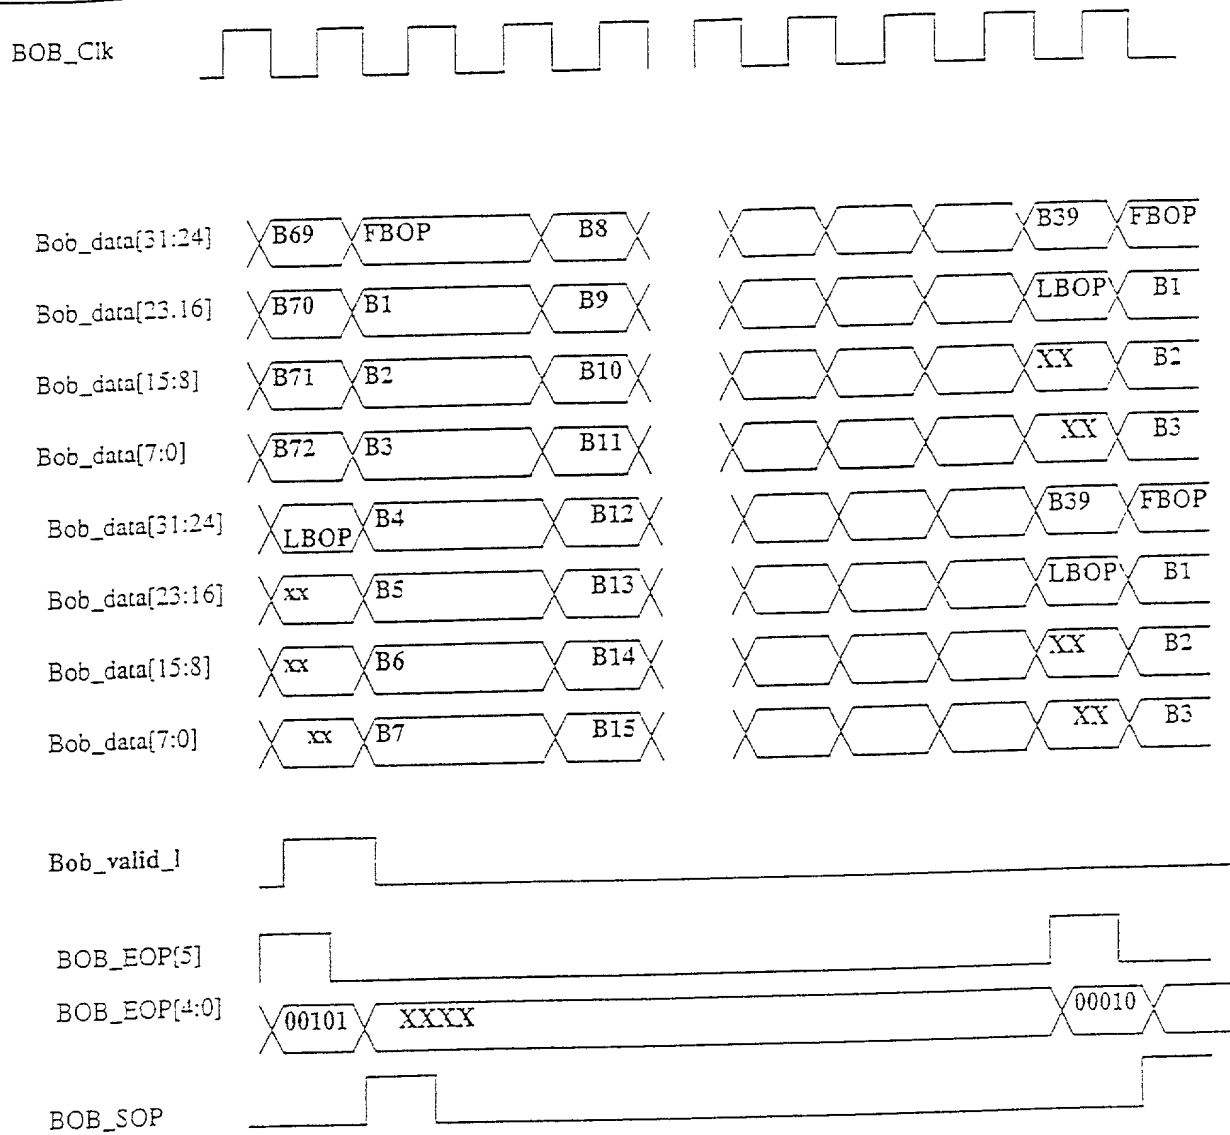 BOB_Clk
Bob_data[31:24] B69 FBOP B8 B39 FBOP
Bob_data[23.16] B70 B1 B9 LBOP B1
Bob_data[15:8] B71 B2 B10 XX B2
Bob_data[7:0] B72 B3 B11 XX B3
Bob_data[31:24] LBOP B4 B12 B39 FBOP
Bob_data[23:16] xx B5 B13 LBOP B1
Bob_data[15:8] xx B6 B14 XX B2
Bob_data[7:0] xx B7 B15 XX B3
Bob_valid_l
BOB_EOP[5]
BOB_EOP[4:0] 00101 XXXX 00010
BOB_SOP